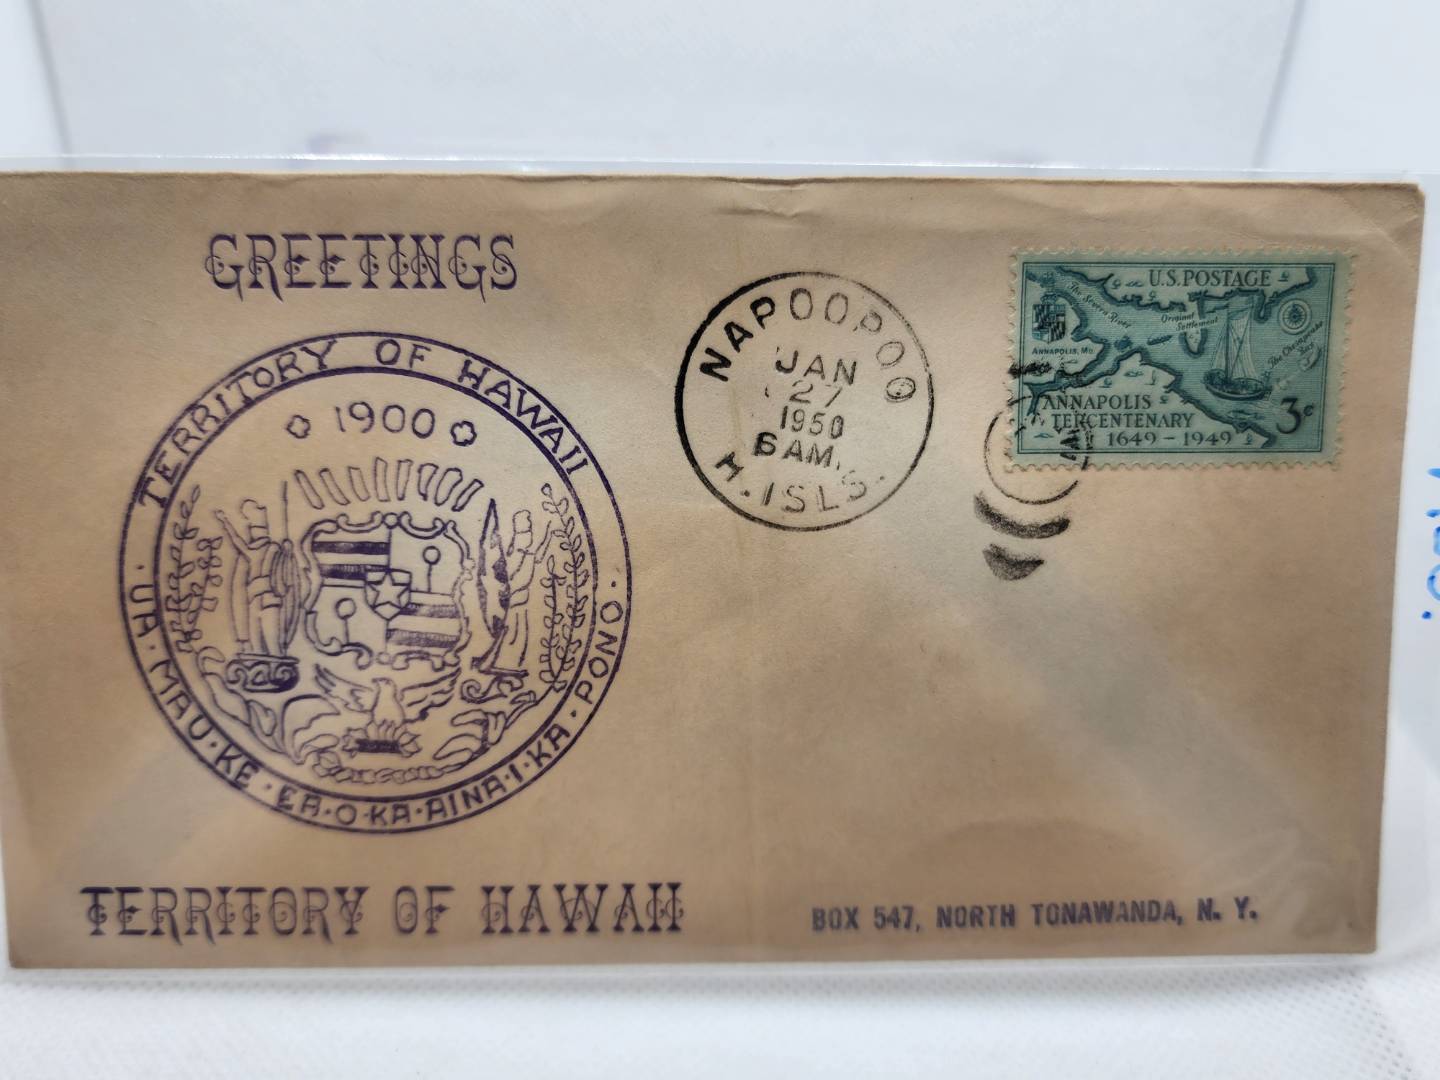 GREETINGS
TERRITORY OF HAWAII
1900
· UA · MAU · KE · EA · O · KA · AINA · I · KA · PONO ·
TERRITORY OF HAWAII
NAPOOPOO
JAN
27
1950
6 AM.
H. ISLS.
U.S. POSTAGE
The Severn River
Original
Settlement
ANNAPOLIS, MD.
The Chesapeake
ANNAPOLIS
TERCENTENARY
1649 - 1949
3¢
BOX 547, NORTH TONAWANDA, N. Y.